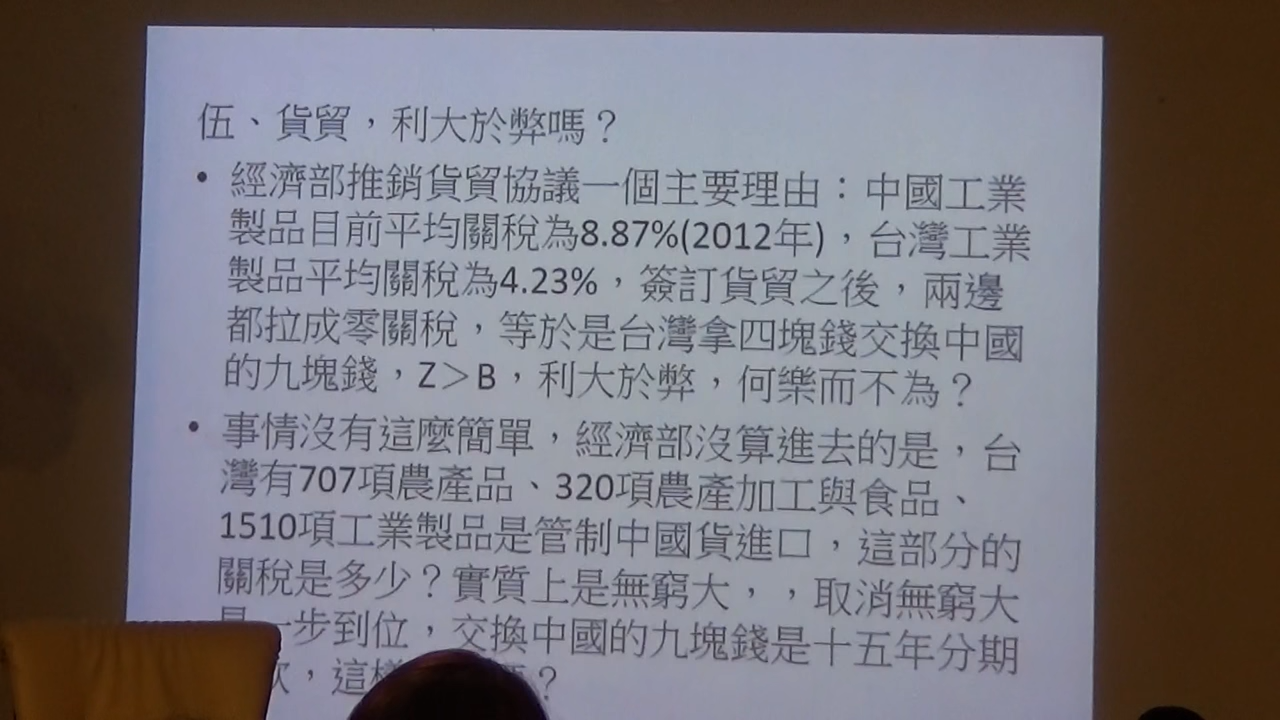 伍、貨貿，利大於弊嗎？
• 經濟部推銷貨貿協議一個主要理由：中國工業
製品目前平均關稅為8.87%(2012年)，台灣工業
製品平均關稅為4.23%，簽訂貨貿之後，兩邊
都拉成零關稅，等於是台灣拿四塊錢交換中國
的九塊錢，Z＞B，利大於弊，何樂而不為？
• 事情沒有這麼簡單，經濟部沒算進去的是，台
灣有707項農產品、320項農產加工與食品、
1510項工業製品是管制中國貨進口，這部分的
關稅是多少？實質上是無窮大，，取消無窮大
一步到位，交換中國的九塊錢是十五年分期
，這？